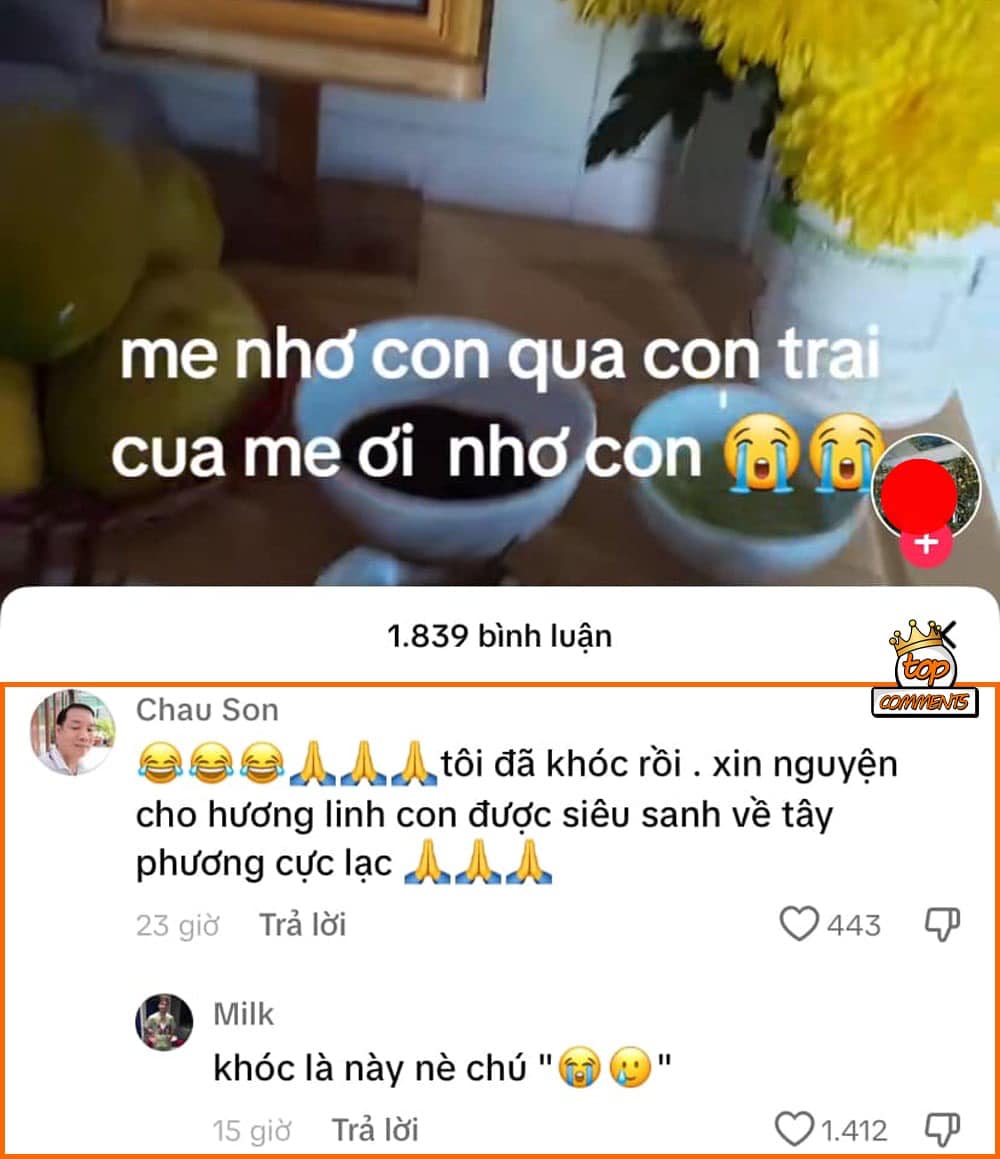 me nhơ con qua con trai
cua me ơi nhơ con 😭😭
1.839 bình luận
top
COMMENTS
Chau Son
😂😂😂🙏🙏🙏tôi đã khóc rồi . xin nguyện
cho hương linh con được siêu sanh về tây
phương cực lạc 🙏🙏🙏
23 giờ Trả lời 443
Milk
khóc là này nè chú "😭🥲"
15 giờ Trả lời 1.412